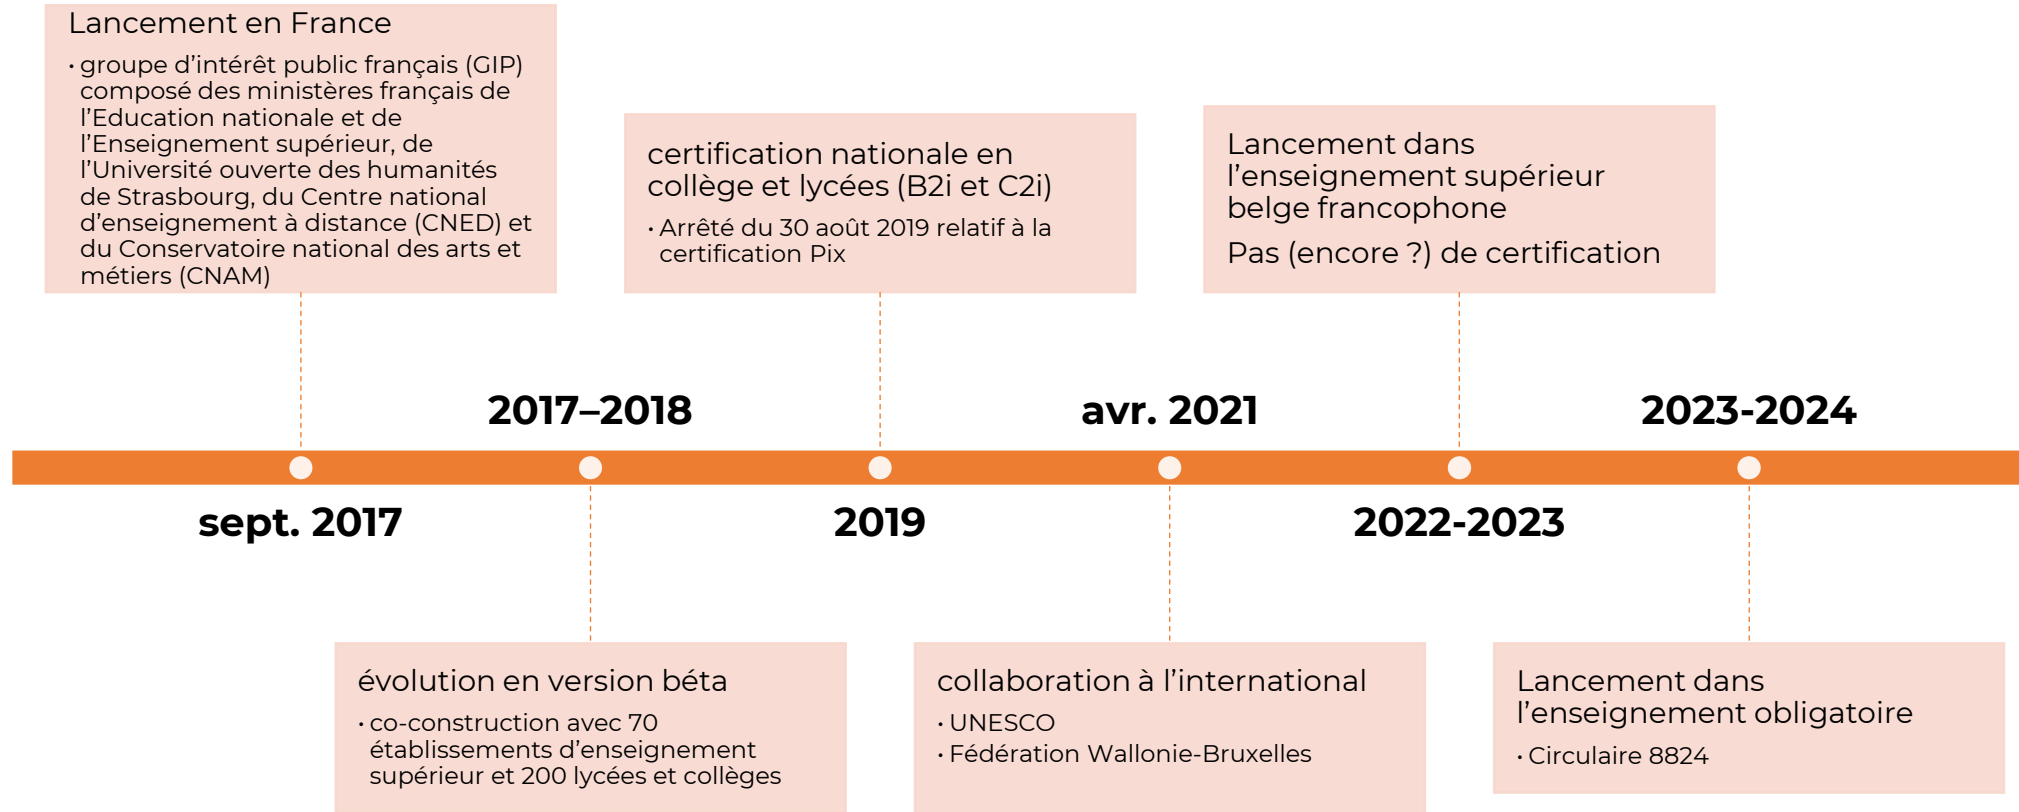 Lancement en France
· groupe d’intérêt public français (GIP)
composé des ministères français de
l’Education nationale et de
l’Enseignement supérieur, de
l’Université ouverte des humanités
de Strasbourg, du Centre national
d’enseignement à distance (CNED) et
du Conservatoire national des arts et
métiers (CNAM)
sept. 2017
2017–2018
évolution en version béta
· co-construction avec 70
établissements d’enseignement
supérieur et 200 lycées et collèges
certification nationale en
collège et lycées (B2i et C2i)
· Arrêté du 30 août 2019 relatif à la
certification Pix
2019
avr. 2021
collaboration à l’international
· UNESCO
· Fédération Wallonie-Bruxelles
Lancement dans
l’enseignement supérieur
belge francophone
Pas (encore ?) de certification
2022-2023
2023-2024
Lancement dans
l’enseignement obligatoire
· Circulaire 8824